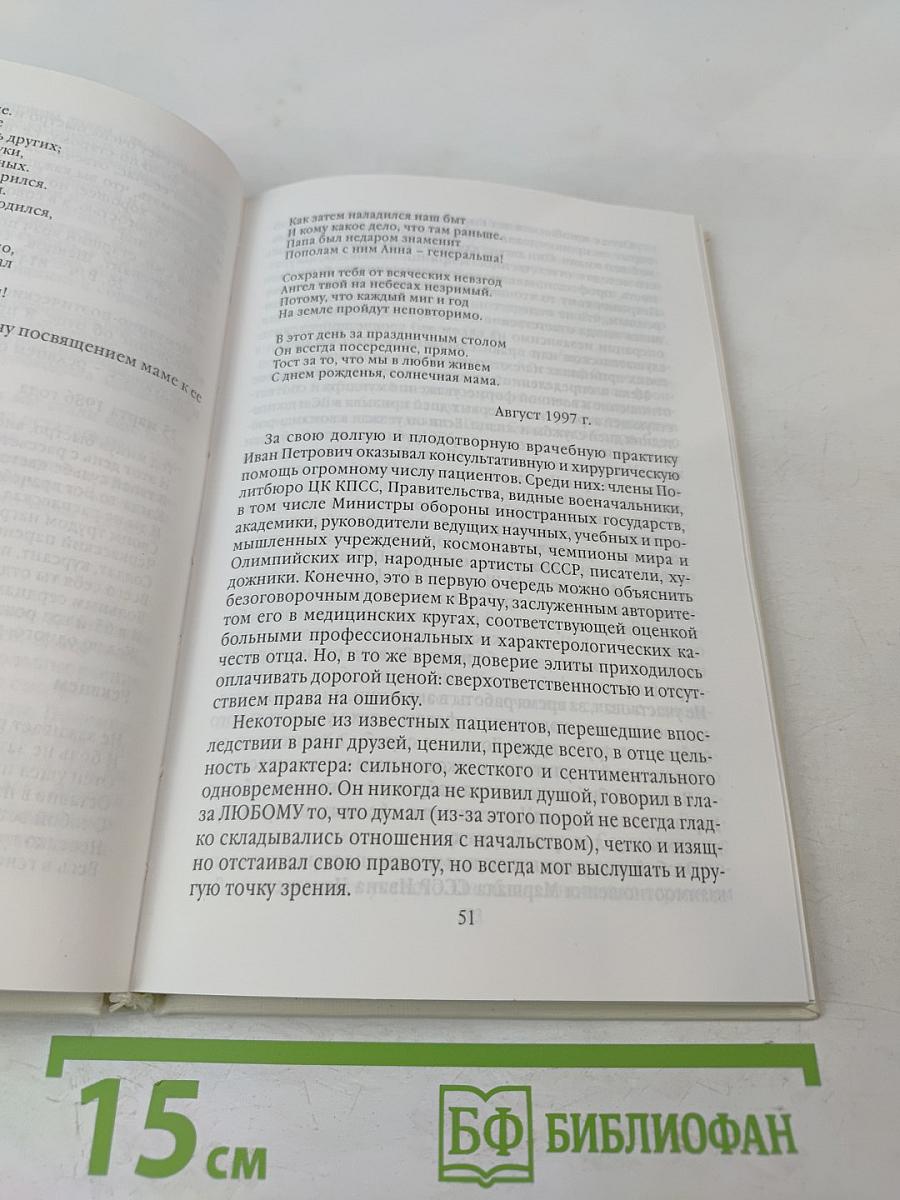 е.
е
ь других;
уки,
ных.
рился.
и.
одился,
но,
ал
и!
ну посвящением маме к ее
Как затем наладился наш быт
И кому какое дело, что там раньше.
Папа был недаром знаменит
Пополам с ним Анна – генеральша!
Сохрани тебя от всяческих невзгод
Ангел твой на небесах незримый.
Потому, что каждый миг и год
На земле пройдут неповторимо.
В этот день за праздничным столом
Он всегда посередине, прямо.
Тост за то, что мы в любви живем
С днем рожденья, солнечная мама.
Август 1997 г.
За свою долгую и плодотворную врачебную практику
Иван Петрович оказывал консультативную и хирургическую
помощь огромному числу пациентов. Среди них: члены По-
литбюро ЦК КПСС, Правительства, видные военачальники,
в том числе Министры обороны иностранных государств,
академики, руководители ведущих научных, учебных и про-
мышленных учреждений, космонавты, чемпионы мира и
Олимпийских игр, народные артисты СССР, писатели, ху-
дожники. Конечно, это в первую очередь можно объяснить
безоговорочным доверием к Врачу, заслуженным авторите-
том его в медицинских кругах, соответствующей оценкой
больными профессиональных и характерологических ка-
честв отца. Но, в то же время, доверие элиты приходилось
оплачивать дорогой ценой: сверхответственностью и отсут-
ствием права на ошибку.
Некоторые из известных пациентов, перешедшие впос-
ледствии в ранг друзей, ценили, прежде всего, в отце цель-
ность характера: сильного, жесткого и сентиментального
одновременно. Он никогда не кривил душой, говорил в гла-
за ЛЮБОМУ то, что думал (из-за этого порой не всегда глад-
ко складывались отношения с начальством), четко и изящ-
но отстаивал свою правоту, но всегда мог выслушать и дру-
гую точку зрения.
51
15 см
БФ БИБЛИОФАН